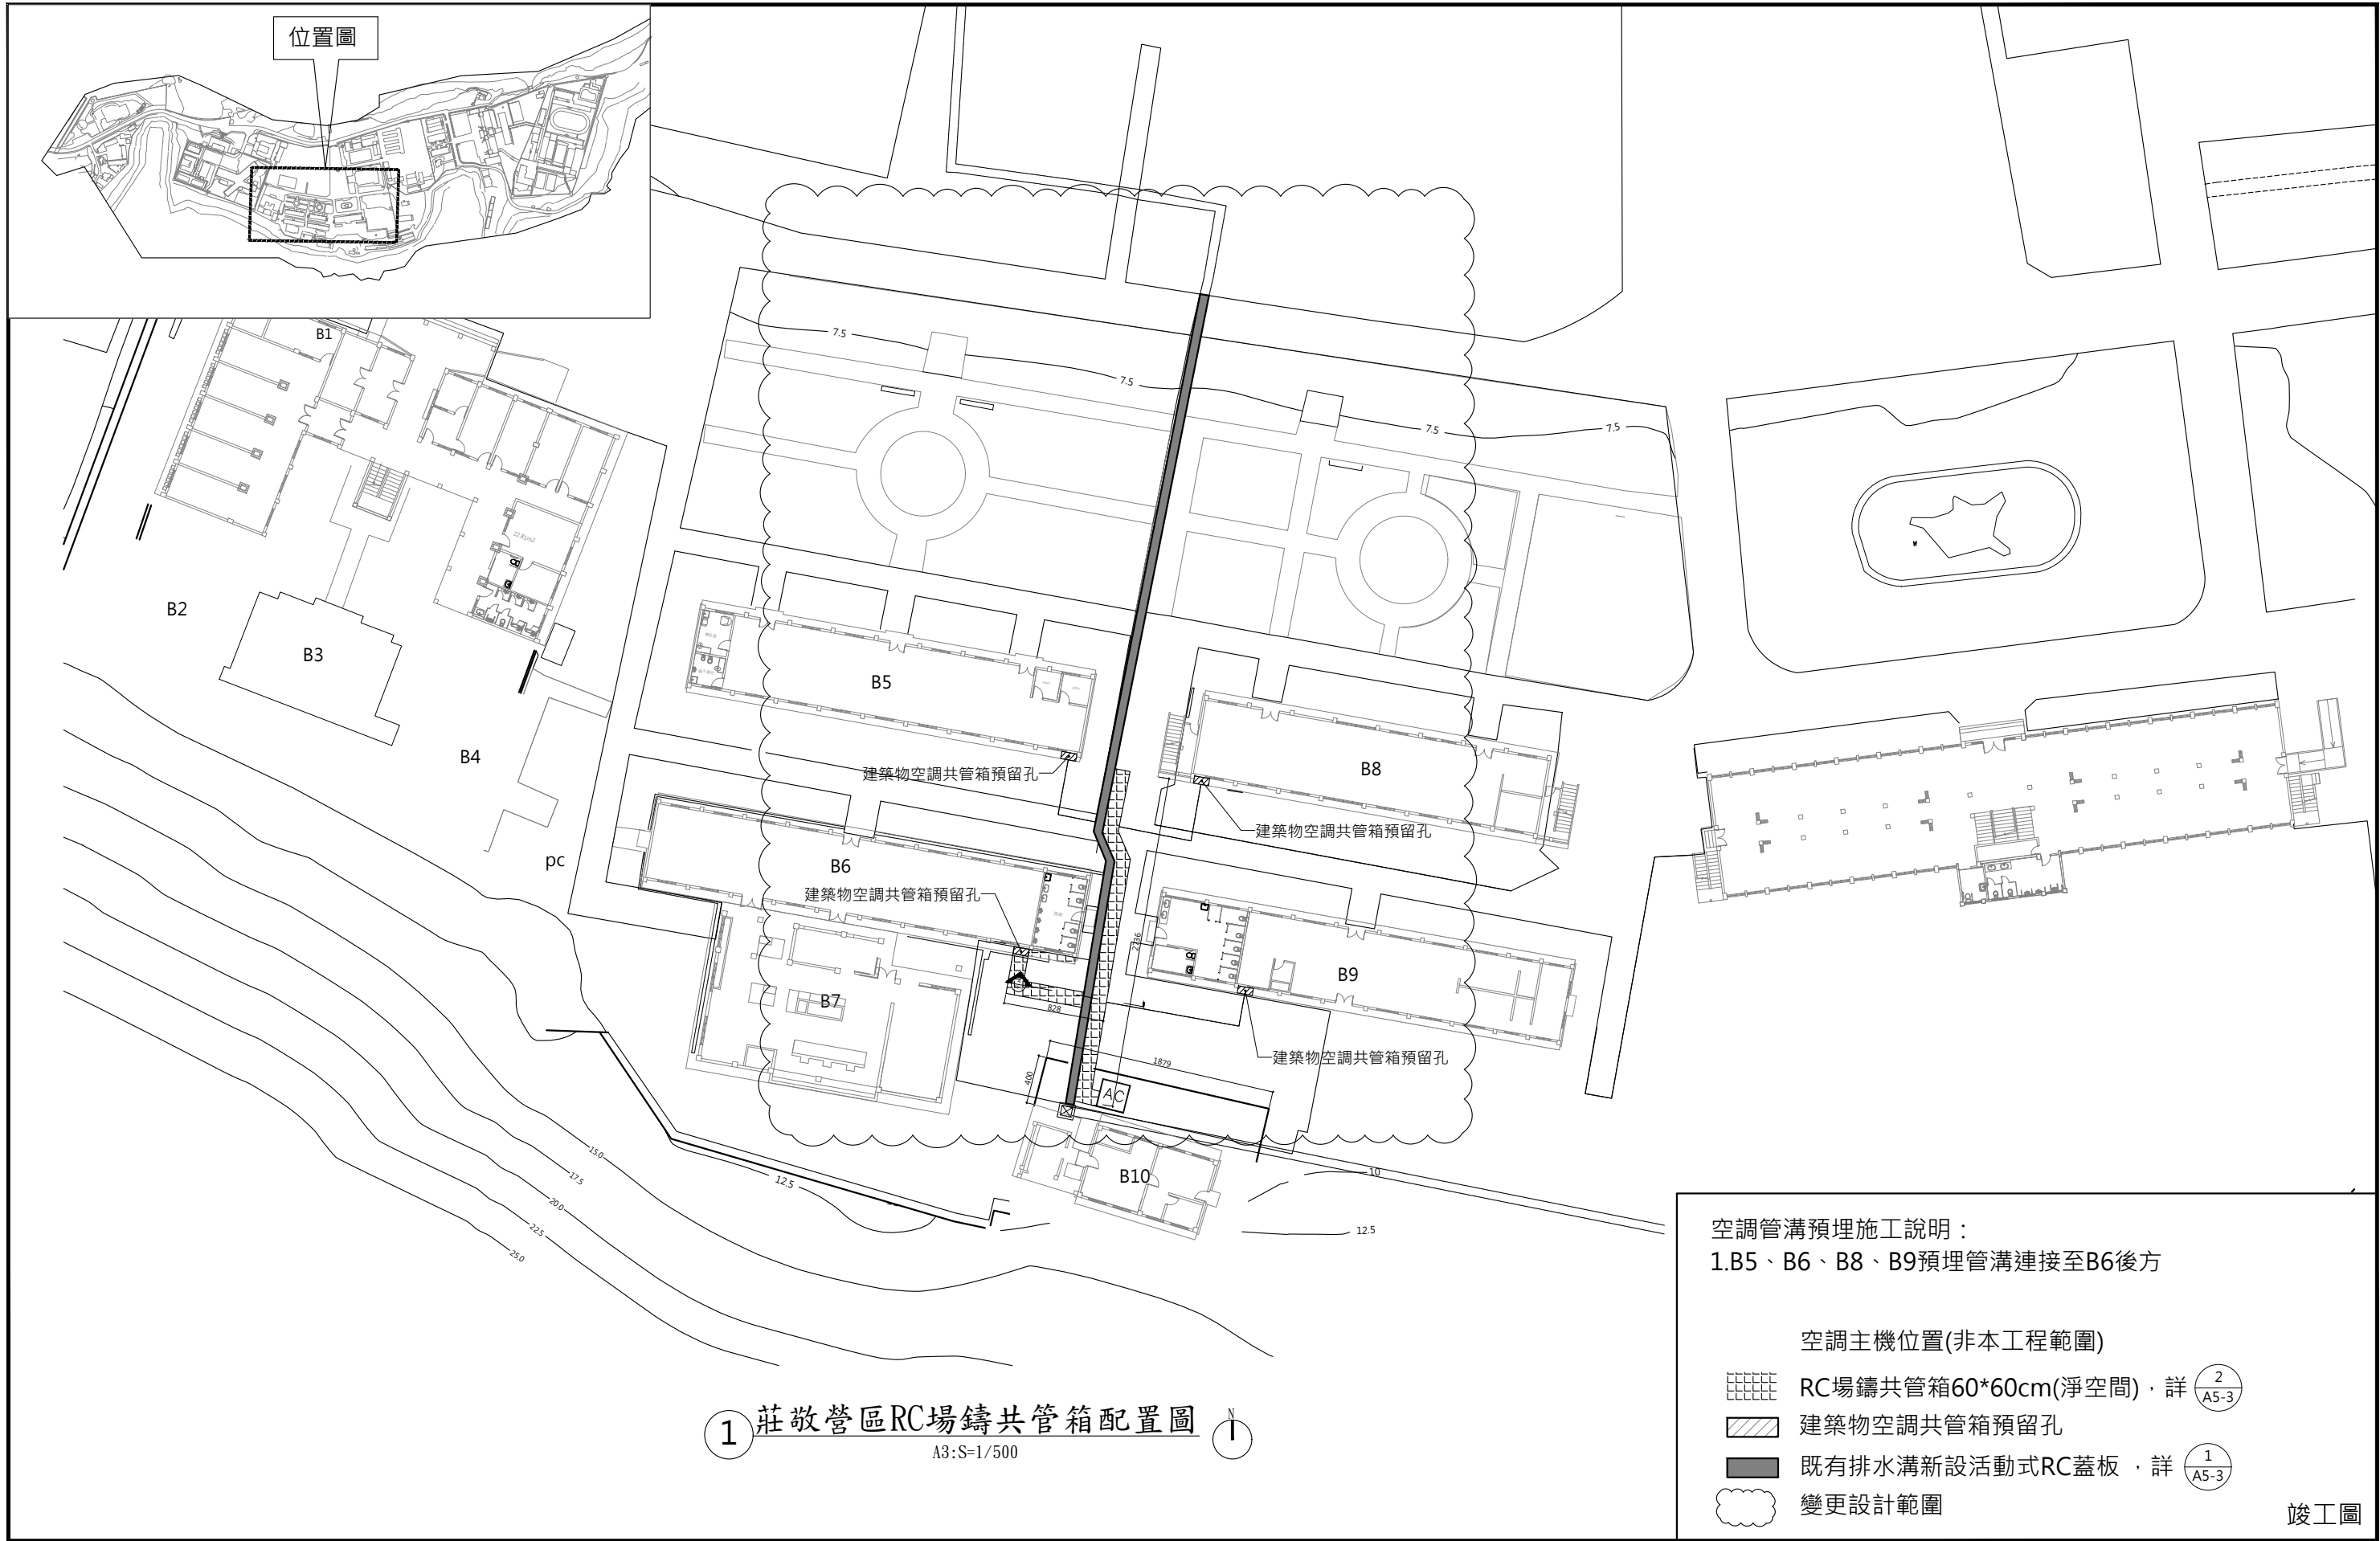 位置圖
B1
7.5
7.5
7.5
7.5
22.81m2
B2
B3
B4
B5
B8
建築物空調共管箱預留孔
建築物空調共管箱預留孔
pc
B6
建築物空調共管箱預留孔
2736
B9
B7
828
建築物空調共管箱預留孔
1879
400
AC
B10
10
12.5
12.5
15.0
17.5
20.0
22.5
25.0
1
莊敬營區RC場鑄共管箱配置圖
A3:S=1/500
N
空調管溝預埋施工說明：
1.B5、B6、B8、B9預埋管溝連接至B6後方
空調主機位置(非本工程範圍)
RC場鑄共管箱60*60cm(淨空間)，詳 2 A5-3
建築物空調共管箱預留孔
既有排水溝新設活動式RC蓋板 ，詳 1 A5-3
變更設計範圍
竣工圖